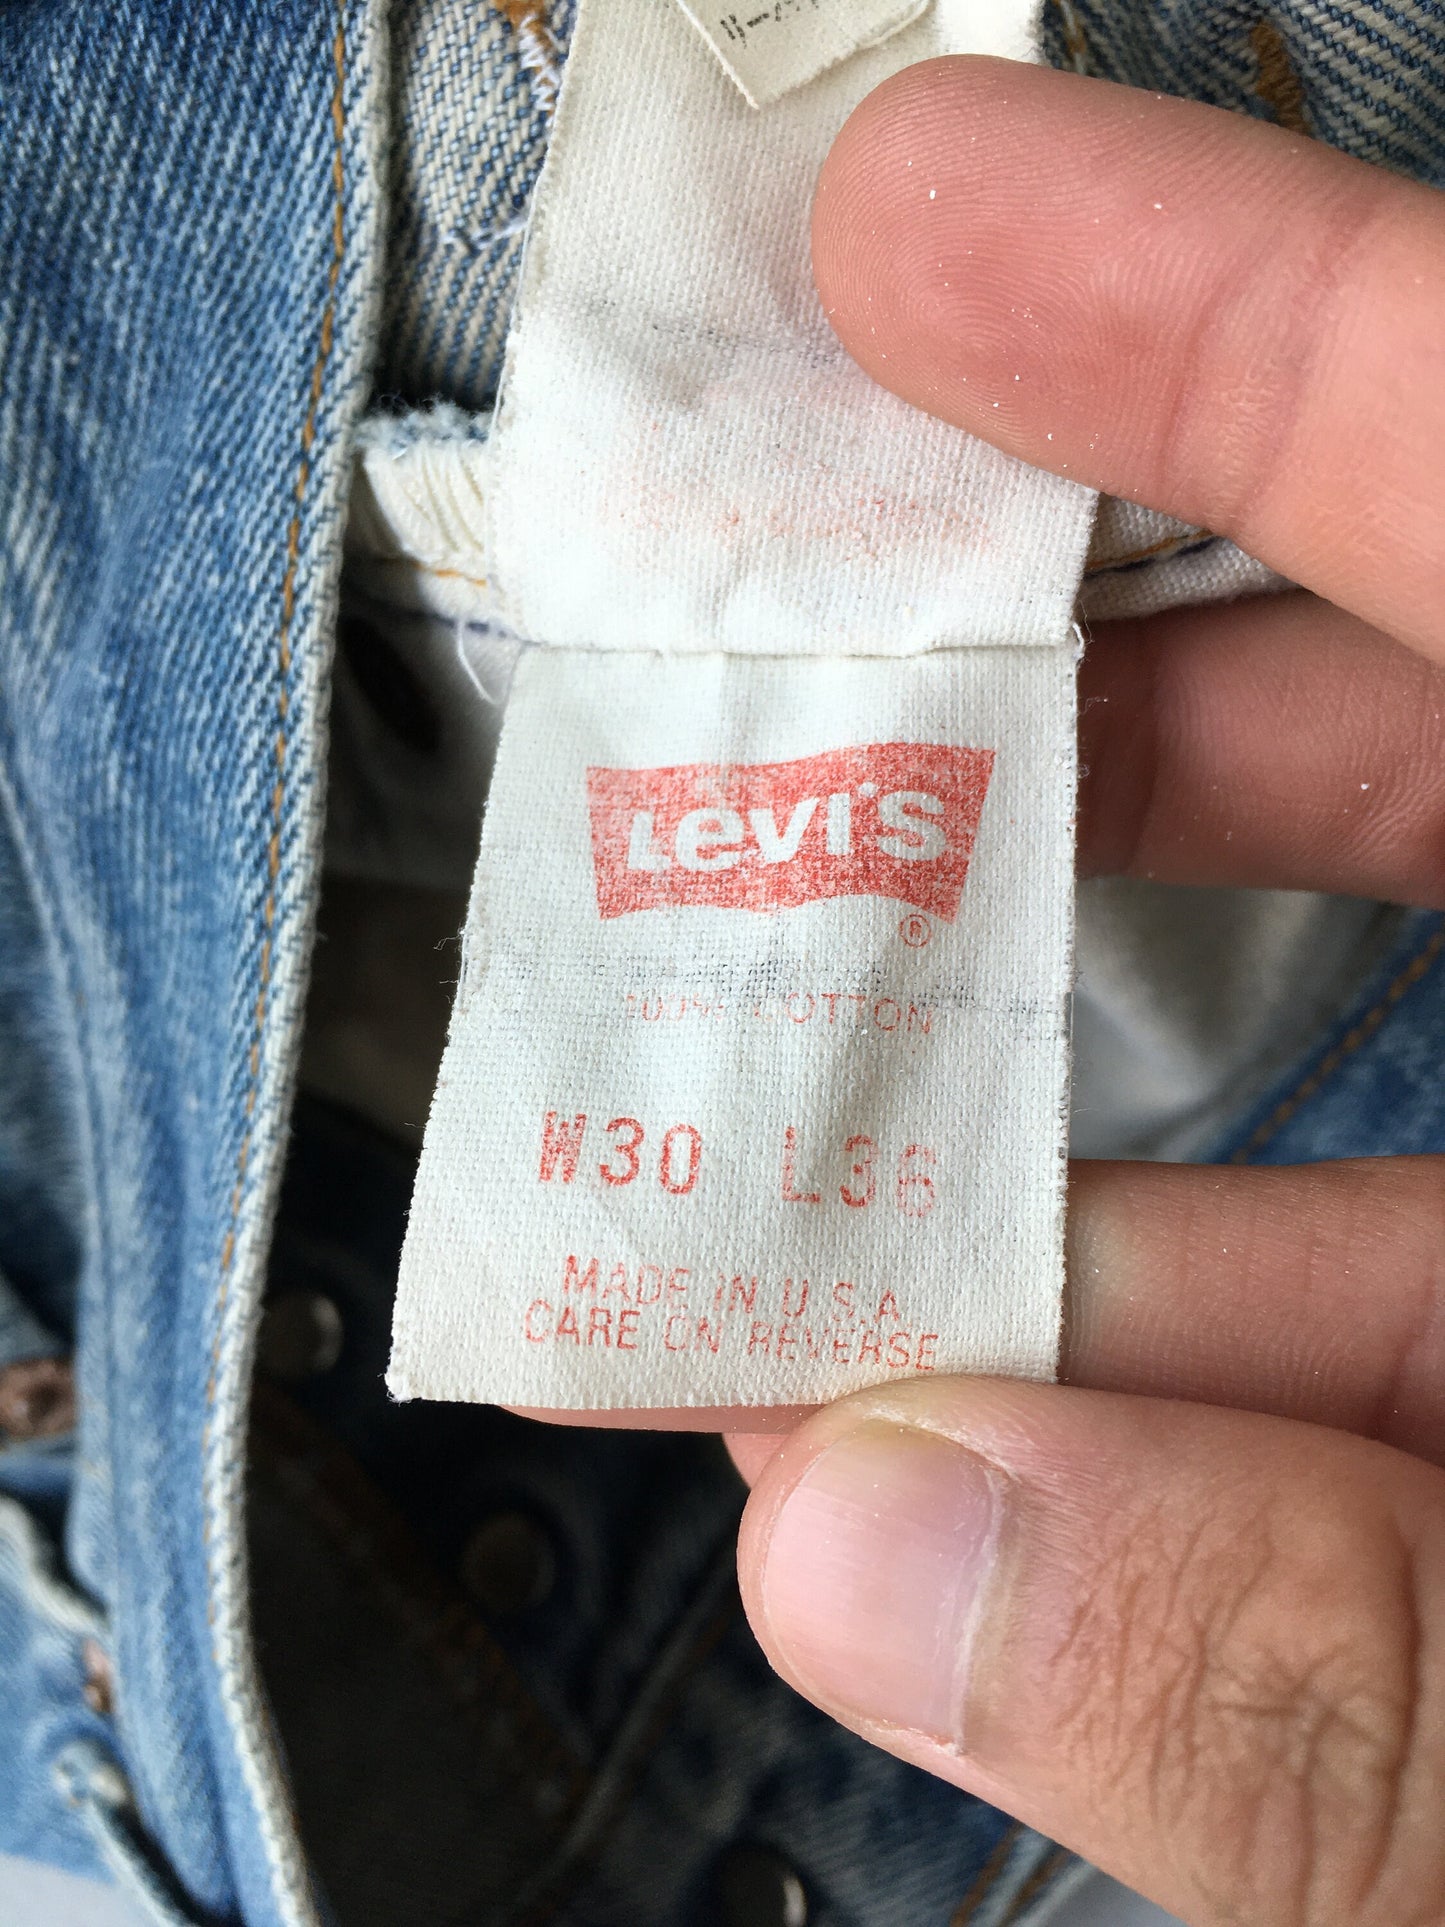 Levi's
®
100% COTTON
W30 L36
MADE IN U.S.A.
CARE ON REVERSE